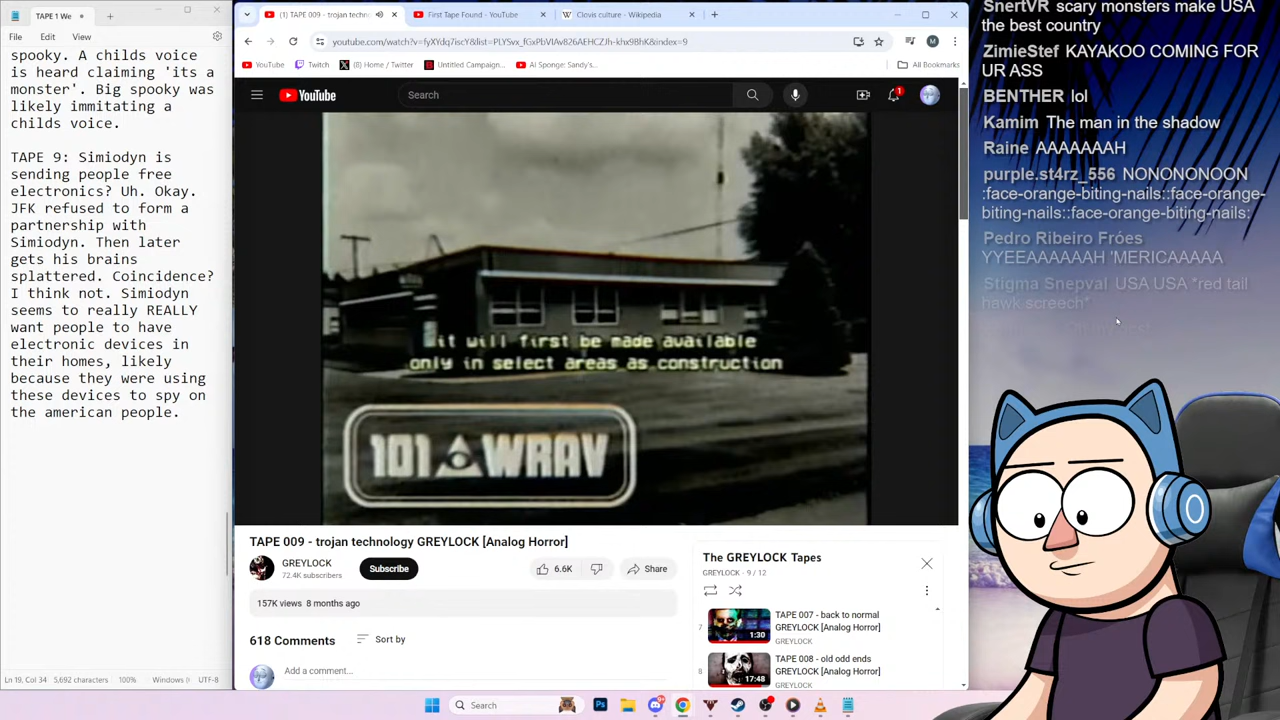 TAPE 1 We
File Edit View
spooky. A childs voice
is heard claiming 'its a
monster'. Big spooky was
likely immitating a
childs voice.
TAPE 9: Simiodyn is
sending people free
electronics? Uh. Okay.
JFK refused to form a
partnership with
Simiodyn. Then later
gets his brains
splattered. Coincidence?
I think not. Simiodyn
seems to really REALLY
want people to have
electronic devices in
their homes, likely
because they were using
these devices to spy on
the american people.
Ln 19, Col 34 5,692 characters 100% Windows ( UTF-8
(1) TAPE 009 - trojan techn
First Tape Found - YouTube
Clovis culture - Wikipedia
youtube.com/watch?v=fyXYdq7iscY&list=PLYSvx_fGxPbVIAv826AEHCZJh-khx9BhK&index=9
M
YouTube Twitch (8) Home / Twitter Untitled Campaign... AI Sponge: Sandy's...
All Bookmarks
YouTube
Search
1
it will first be made available
only in select areas as construction
101 WRAV
TAPE 009 - trojan technology GREYLOCK [Analog Horror]
GREYLOCK
72.4K subscribers
Subscribe
6.6K
Share
157K views 8 months ago
618 Comments
Sort by
Add a comment...
The GREYLOCK Tapes
GREYLOCK - 9 / 12
7
1:30
TAPE 007 - back to normal
GREYLOCK [Analog Horror]
GREYLOCK
8
17:48
TAPE 008 - old odd ends
GREYLOCK [Analog Horror]
GREYLOCK
Search
SnertVR scary monsters make USA
the best country
ZimieStef KAYAKOO COMING FOR
UR ASS
BENTHER lol
Kamim The man in the shadow
Raine AAAAAAAH
purple.st4rz_556 NONONONOON
:face-orange-biting-nails::face-orange-
biting-nails::face-orange-biting-nails:
Pedro Ribeiro Fróes
YYEEAAAAAAH 'MERICAAAAA
Stigma Snepval USA USA *red tail
hawk screech*